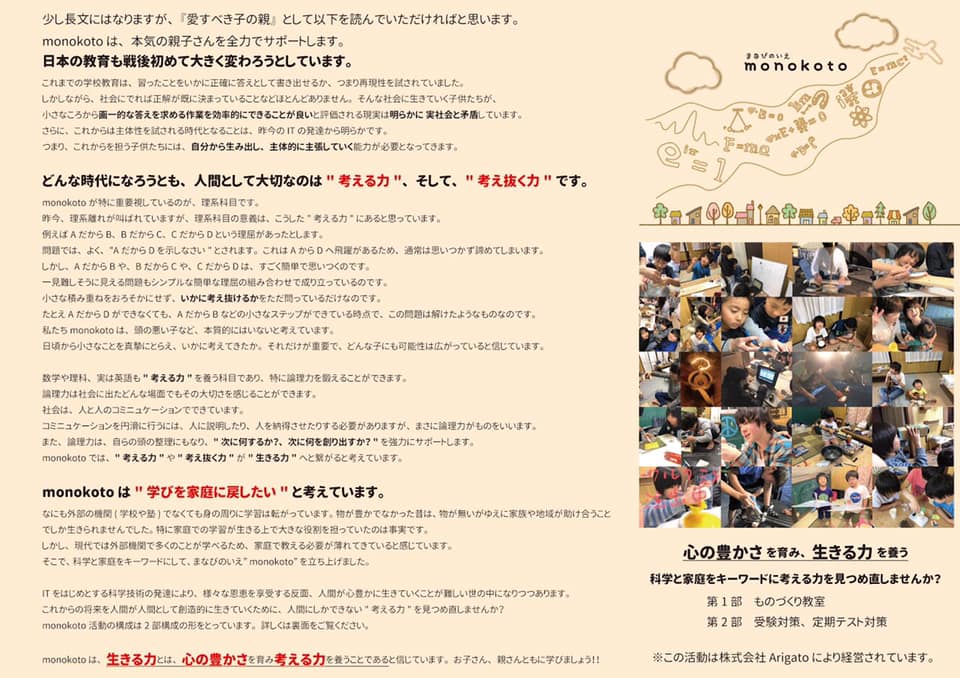 少し長文にはなりますが、『愛すべき子の親』として以下を読んでいただければと思います。
monokoto は、本気の親子さんを全力でサポートします。
日本の教育も戦後初めて大きく変わろうとしています。
これまでの学校教育は、習ったことをいかに正確に答えとして書き出せるか、つまり再現性を試されていました。
しかしながら、社会にでれば正解が既に決まっていることなどほとんどありません。そんな社会に生きていく子供たちが、
小さなころから画一的な答えを求める作業を効率的にできることが良いと評価される現実は明らかに 実社会と矛盾しています。
さらに、これからは主体性を試される時代となることは、昨今の IT の発達から明らかです。
つまり、これからを担う子供たちには、自分から生み出し、主体的に主張していく能力が必要となってきます。
どんな時代になろうとも、人間として大切なのは " 考える力 "、そして、" 考え抜く力 " です。
monokoto が特に重要視しているのが、理系科目です。
昨今、理系離れが叫ばれていますが、理系科目の意義は、こうした " 考える力 " にあると思っています。
例えば A だから B、B だから C、C だから D という理屈があったとします。
問題では、よく、"A だから D を示しなさい " とされます。これは A から D へ飛躍があるため、通常は思いつかず諦めてしまいます。
しかし、A だから B や、B だから C や、C だから D は、すごく簡単で思いつくのです。
一見難しそうに見える問題もシンプルな簡単な理屈の組み合わせで成り立っているのです。
小さな積み重ねをおろそかにせず、いかに考え抜けるかをただ問っているだけなのです。
たとえ A だから D ができなくても、A だから B などの小さなステップができている時点で、この問題は解けたようなものなのです。
私たち monokoto は、頭の悪い子など、本質的にはいないと考えています。
日頃から小さなことを真摯にとらえ、いかに考えてきたか。それだけが重要で、どんな子にも可能性は広がっていると信じています。
数学や理科、実は英語も " 考える力 " を養う科目であり、特に論理力を鍛えることができます。
論理力は社会に出たどんな場面でもその大切さを感じることができます。
社会は、人と人のコミュニケーションでできています。
コミュニケーションを円滑に行うには、人に説明したり、人を納得させたりする必要がありますが、まさに論理力がものをいいます。
また、論理力は、自らの頭の整理にもなり、" 次に何するか?、次に何を創り出すか? " を強力にサポートします。
monokoto では、" 考える力 " や " 考え抜く力 " が " 生きる力 " へと繋がると考えています。
monokoto は " 学びを家庭に戻したい " と考えています。
なにも外部の機関 ( 学校や塾 ) でなくても身の周りに学習は転がっています。物が豊かでなかった昔は、物が無いがゆえに家族や地域が助け合うこと
でしか生きられませんでした。特に家庭での学習が生きる上で大きな役割を担っていたのは事実です。
しかし、現代では外部機関で多くのことが学べるため、家庭で教える必要が薄れてきていると感じています。
そこで、科学と家庭をキーワードにして、まなびのいえ" monokoto" を立ち上げました。
IT をはじめとする科学技術の発達により、様々な恩恵を享受する反面、人間が心豊かに生きていくことが難しい世の中になりつつあります。
これからの将来を人間が人間として創造的に生きていくために、人間にしかできない " 考える力 " を見つめ直しませんか?
monokoto 活動の構成は 2 部構成の形をとっています。詳しくは裏面をご覧ください。
monokoto は、生きる力とは、心の豊かさを育み考える力を養うことであると信じています。お子さん、親さんともに学びましょう!!
まなびのいえ
monokoto
E=mc²
F=ma
e^iπ=-1
心の豊かさ を育み、生きる力 を養う
科学と家庭をキーワードに考える力を見つめ直しませんか?
第 1 部 ものづくり教室
第 2 部 受験対策、定期テスト対策
※この活動は株式会社 Arigato により経営されています。